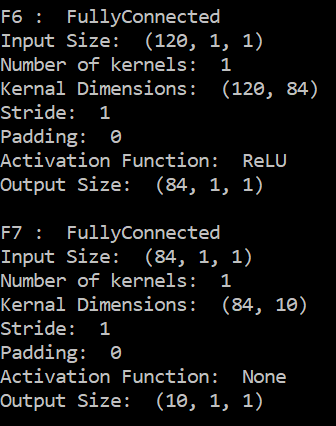 F6 :  FullyConnected
Input Size:  (120, 1, 1)
Number of kernels:  1
Kernal Dimensions:  (120, 84)
Stride:  1
Padding:  0
Activation Function:  ReLU
Output Size:  (84, 1, 1)

F7 :  FullyConnected
Input Size:  (84, 1, 1)
Number of kernels:  1
Kernal Dimensions:  (84, 10)
Stride:  1
Padding:  0
Activation Function:  None
Output Size:  (10, 1, 1)